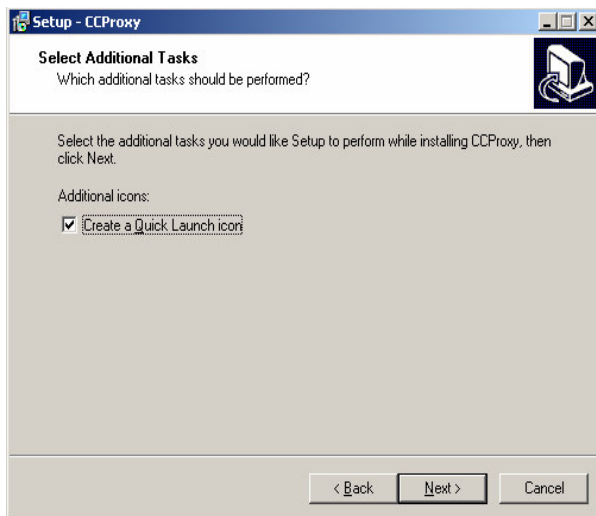 Setup - CCProxy
Select Additional Tasks
Which additional tasks should be performed?
Select the additional tasks you would like Setup to perform while installing CCProxy, then
click Next.
Additional icons:
Create a Quick Launch icon
< Back
Next >
Cancel